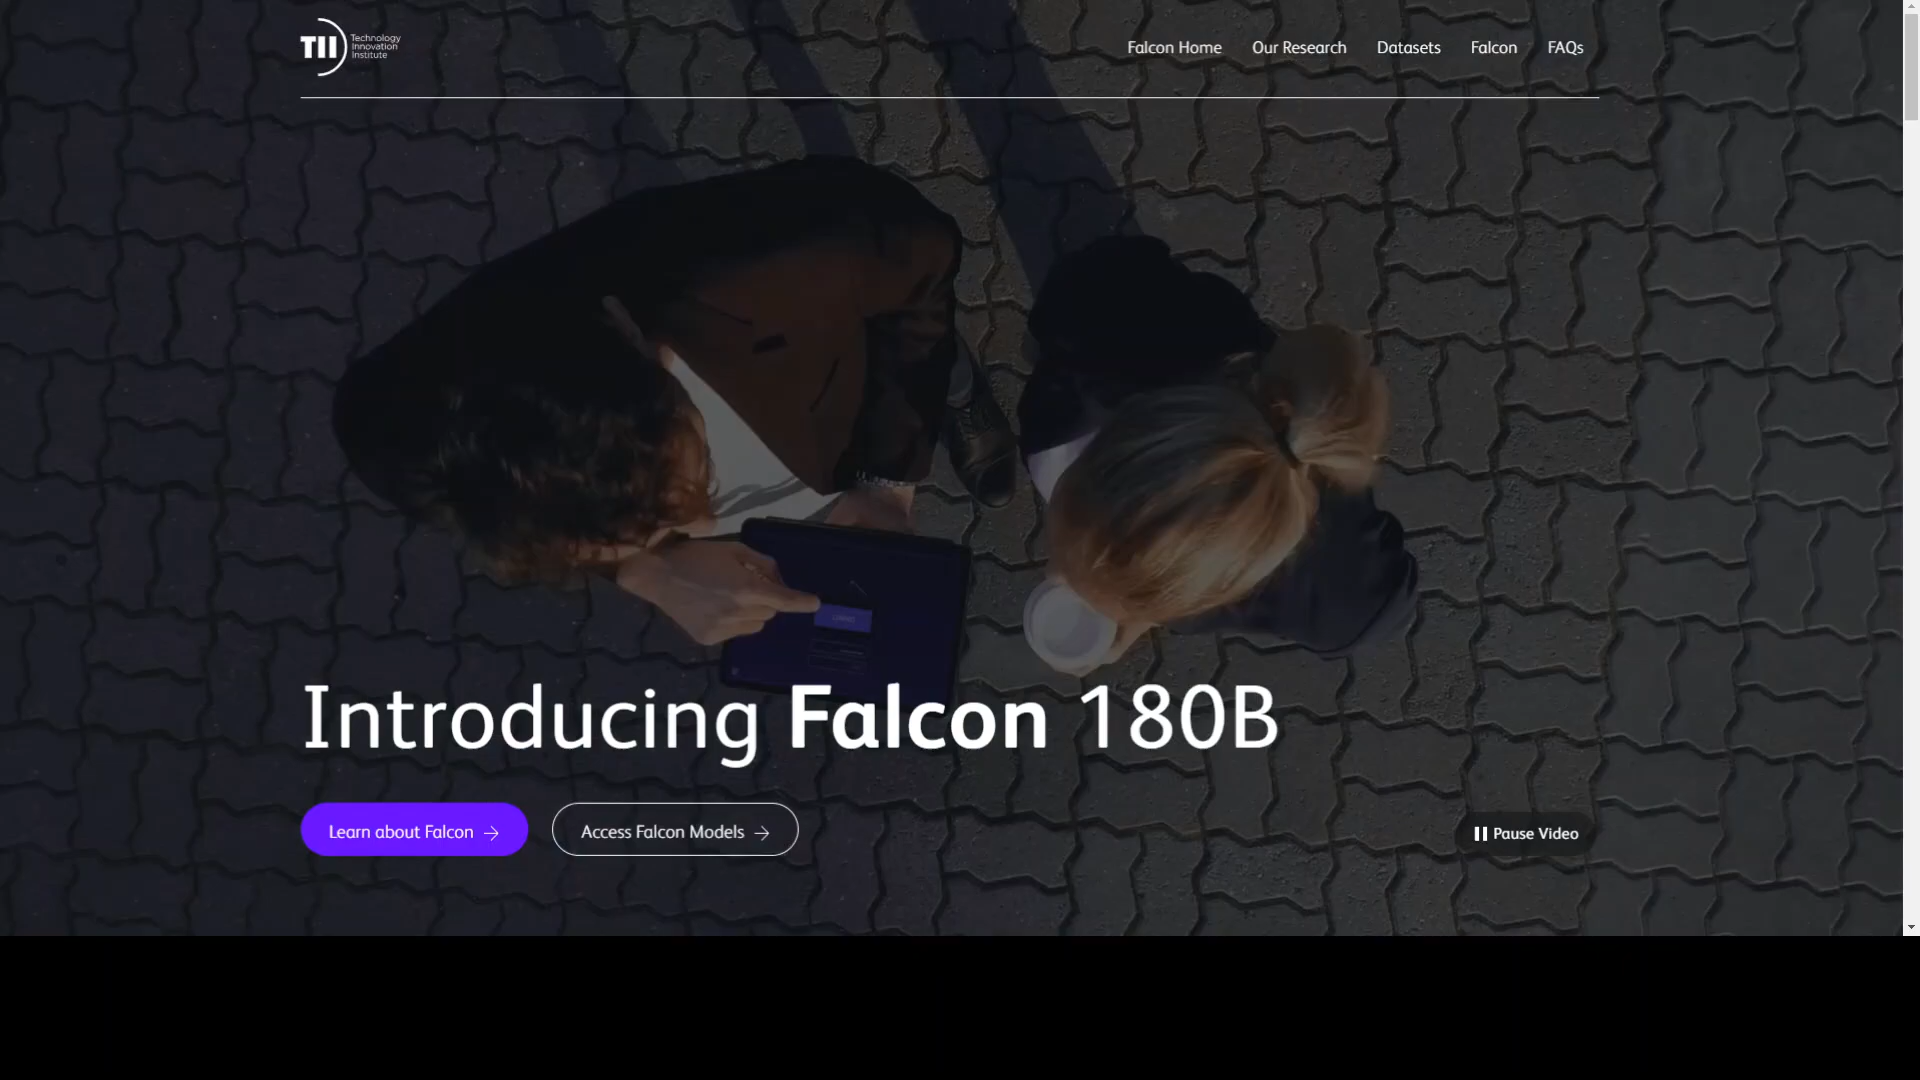 TII
Technology
Innovation
Institute
Falcon Home
Our Research
Datasets
Falcon
FAQs
Introducing Falcon 180B
Learn about Falcon →
Access Falcon Models →
Pause Video